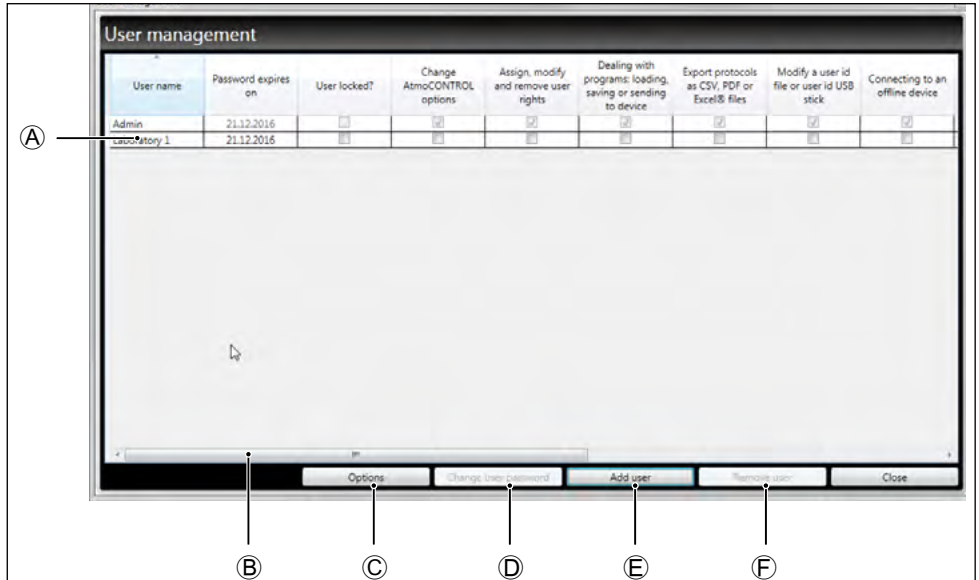 User management
User name
Password expires
on
User locked?
Change
AtmoCONTROL
options
Assign, modify
and remove user
rights
Dealing with
programs: loading,
saving or sending
to device
Export protocols
as CSV, PDF or
Excel® files
Modify a user id
file or user id USB
stick
Connecting to an
offline device
Admin 21.12.2016
A
Laboratory 1 21.12.2016
Options Change User password Add user Remove user Close
B C D E F